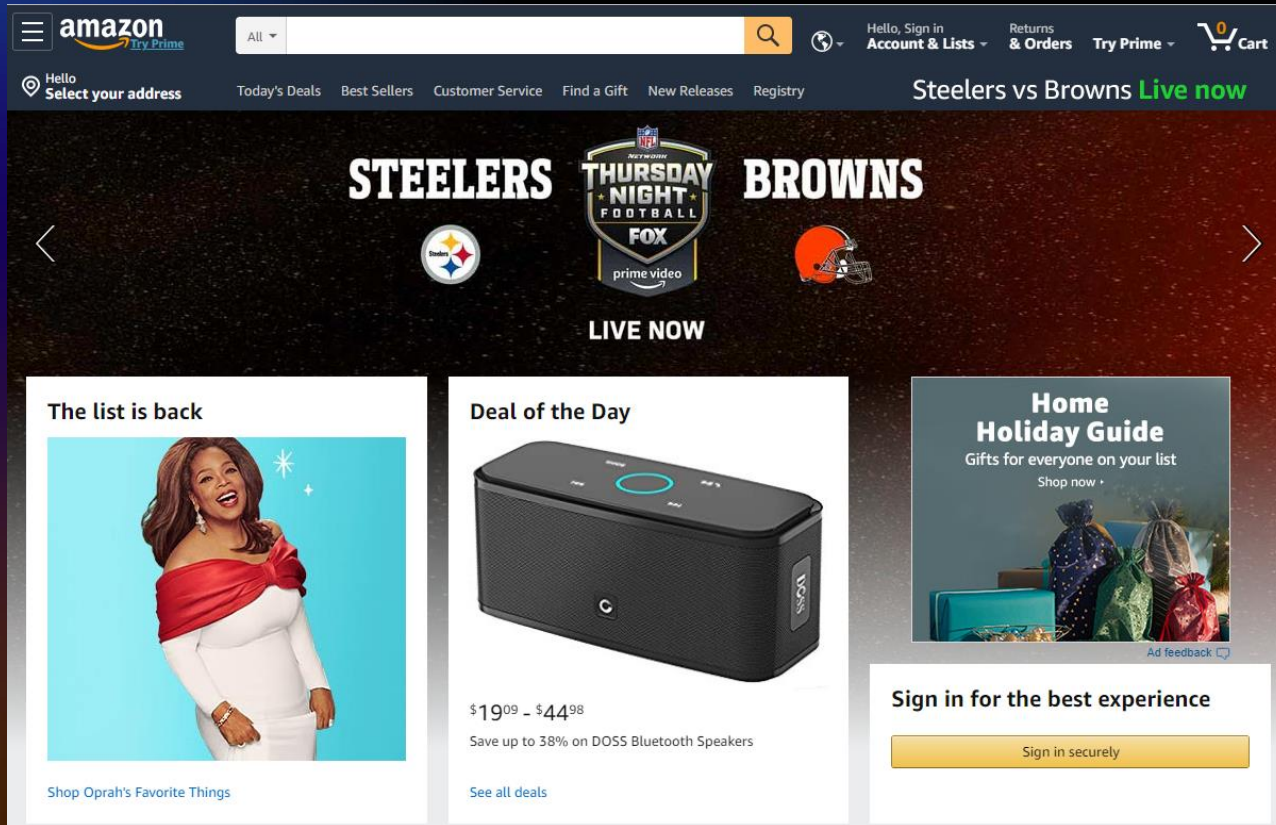 amazon
Try Prime
All
Hello, Sign in
Account & Lists
Returns
& Orders
Try Prime
0
Cart
Hello
Select your address
Today's Deals
Best Sellers
Customer Service
Find a Gift
New Releases
Registry
Steelers vs Browns Live now
STEELERS
NFL
NETWORK
THURSDAY
NIGHT
FOOTBALL
FOX
prime video
BROWNS
Steelers
LIVE NOW
The list is back
Shop Oprah's Favorite Things
Deal of the Day
DOSS
$1909 - $4498
Save up to 38% on DOSS Bluetooth Speakers
See all deals
Home
Holiday Guide
Gifts for everyone on your list
Shop now
Ad feedback
Sign in for the best experience
Sign in securely